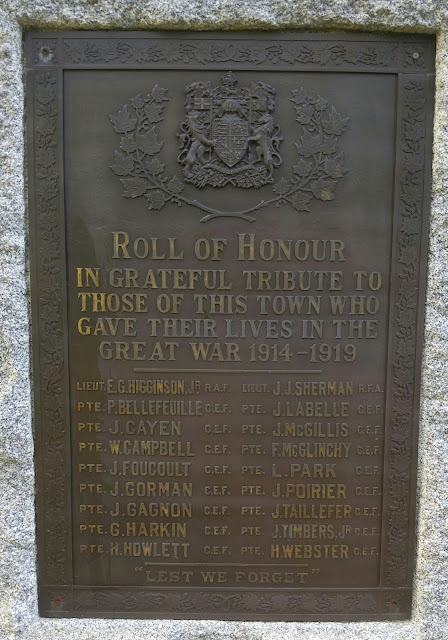 ROLL OF HONOUR
IN GRATEFUL TRIBUTE TO
THOSE OF THIS TOWN WHO
GAVE THEIR LIVES IN THE
GREAT WAR 1914-1919
LIEUT. E.G. HIGGINSON, JR R.A.F. LIEUT. J.J. SHERMAN R.F.A.
PTE. P. BELLEFEUILLE C.E.F. PTE. J. LABELLE C.E.F.
PTE. J. CAYEN C.E.F. PTE. J. McGILLIS C.E.F.
PTE. W. CAMPBELL C.E.F. PTE. F. McGLINCHY C.E.F.
PTE. J. FOUCOULT C.E.F. PTE. L. PARK C.E.F.
PTE. J. GORMAN C.E.F. PTE. J. POIRIER C.E.F.
PTE. J. GAGNON C.E.F. PTE. J. TAILLEFER C.E.F.
PTE. G. HARKIN C.E.F. PTE. J. TIMBERS, JR C.E.F.
PTE. H. HOWLETT C.E.F. PTE. H. WEBSTER C.E.F.
"LEST WE FORGET"